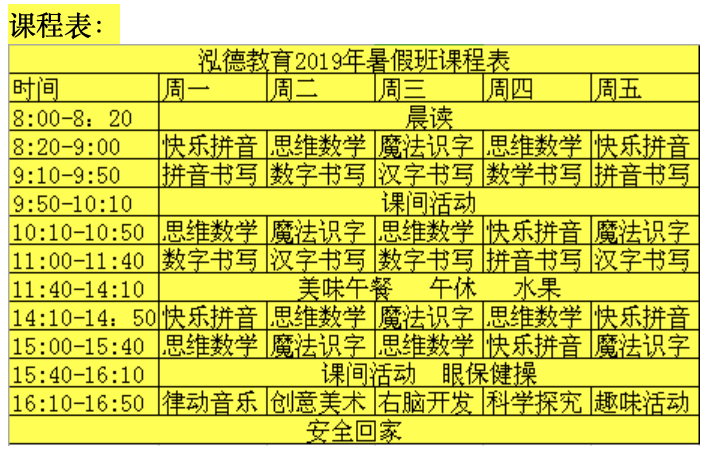 课程表：
泓德教育2019年暑假班课程表
时间 周一 周二 周三 周四 周五
8:00-8：20 晨读
8:20-9:00 快乐拼音 思维数学 魔法识字 思维数学 快乐拼音
9:10-9:50 拼音书写 数字书写 汉字书写 数学书写 拼音书写
9:50-10:10 课间活动
10:10-10:50 思维数学 魔法识字 思维数学 快乐拼音 魔法识字
11:00-11:40 数字书写 汉字书写 数字书写 拼音书写 汉字书写
11:40-14:10 美味午餐 午休 水果
14:10-14：50 快乐拼音 思维数学 魔法识字 思维数学 快乐拼音
15:00-15:40 思维数学 魔法识字 思维数学 快乐拼音 魔法识字
15:40-16:10 课间活动 眼保健操
16:10-16:50 律动音乐 创意美术 右脑开发 科学探究 趣味活动
安全回家